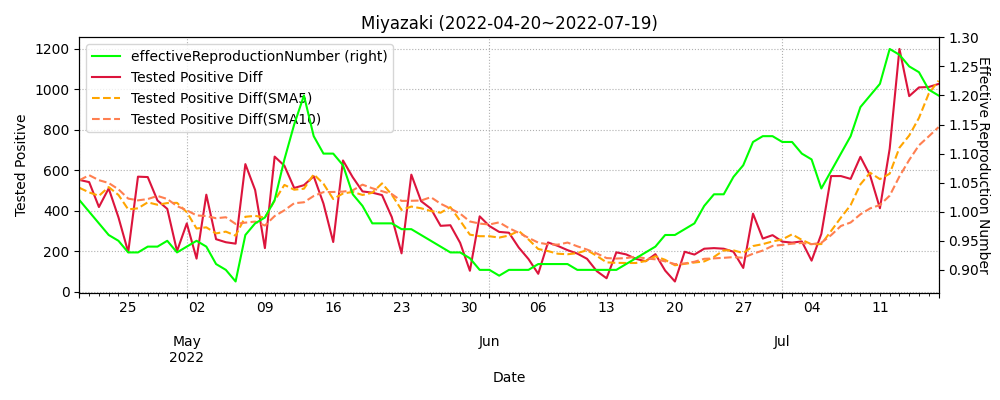 Miyazaki (2022-04-20~2022-07-19)
effectiveReproductionNumber (right)
Tested Positive Diff
Tested Positive Diff(SMA5)
Tested Positive Diff(SMA10)
Tested Positive
1200
1000
800
600
400
200
0
1.30
1.25
1.20
1.15
1.10
1.05
1.00
0.95
0.90
Effective Reproduction Number
25 02 09 16 23 30 06 13 20 27 04 11
May Jun Jul
2022
Date